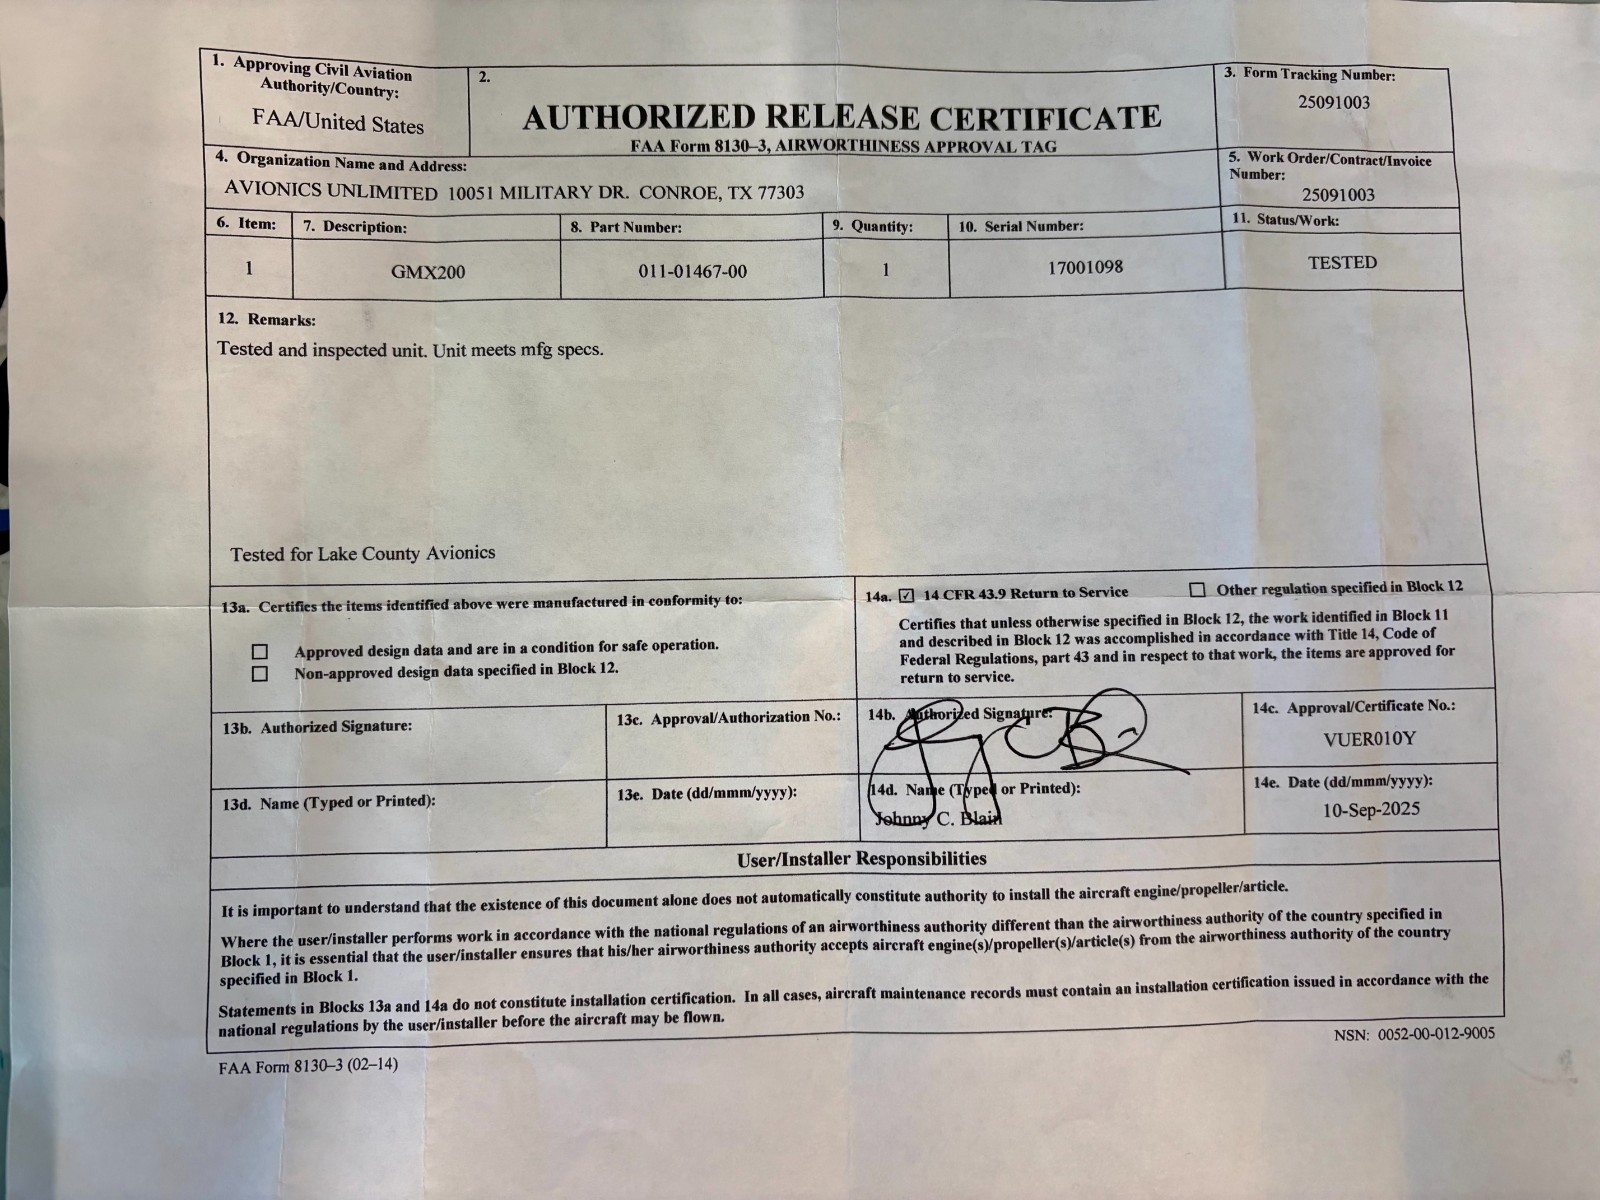 1. Approving Civil Aviation
Authority/Country:
FAA/United States
2.
AUTHORIZED RELEASE CERTIFICATE
FAA Form 8130–3, AIRWORTHINESS APPROVAL TAG
3. Form Tracking Number:
25091003
4. Organization Name and Address:
AVIONICS UNLIMITED 10051 MILITARY DR. CONROE, TX 77303
5. Work Order/Contract/Invoice
Number:
25091003
6. Item:
7. Description:
8. Part Number:
9. Quantity:
10. Serial Number:
11. Status/Work:
1
GMX200
011-01467-00
1
17001098
TESTED
12. Remarks:
Tested and inspected unit. Unit meets mfg specs.
Tested for Lake County Avionics
13a. Certifies the items identified above were manufactured in conformity to:
☐ Approved design data and are in a condition for safe operation.
☐ Non-approved design data specified in Block 12.
14a. ☑ 14 CFR 43.9 Return to Service ☐ Other regulation specified in Block 12
Certifies that unless otherwise specified in Block 12, the work identified in Block 11
and described in Block 12 was accomplished in accordance with Title 14, Code of
Federal Regulations, part 43 and in respect to that work, the items are approved for
return to service.
13b. Authorized Signature:
13c. Approval/Authorization No.:
14b. Authorized Signature:
14c. Approval/Certificate No.:
VUER010Y
13d. Name (Typed or Printed):
13e. Date (dd/mmm/yyyy):
14d. Name (Typed or Printed):
Johnny C. Blain
14e. Date (dd/mmm/yyyy):
10-Sep-2025
User/Installer Responsibilities
It is important to understand that the existence of this document alone does not automatically constitute authority to install the aircraft engine/propeller/article.
Where the user/installer performs work in accordance with the national regulations of an airworthiness authority different than the airworthiness authority of the country specified in
Block 1, it is essential that the user/installer ensures that his/her airworthiness authority accepts aircraft engine(s)/propeller(s)/article(s) from the airworthiness authority of the country
specified in Block 1.
Statements in Blocks 13a and 14a do not constitute installation certification. In all cases, aircraft maintenance records must contain an installation certification issued in accordance with the
national regulations by the user/installer before the aircraft may be flown.
FAA Form 8130–3 (02–14)
NSN: 0052-00-012-9005